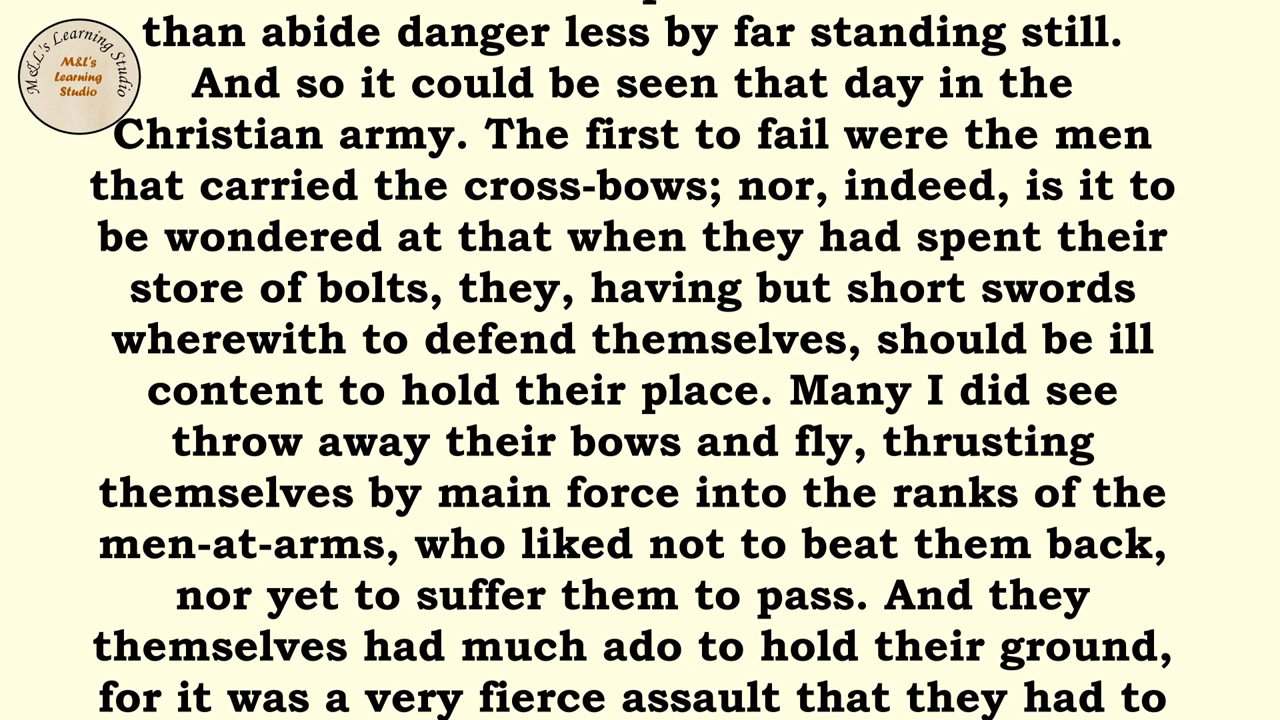 M&L's Learning Studio
M&L's
Learning
Studio
than abide danger less by far standing still.
And so it could be seen that day in the
Christian army. The first to fail were the men
that carried the cross-bows; nor, indeed, is it to
be wondered at that when they had spent their
store of bolts, they, having but short swords
wherewith to defend themselves, should be ill
content to hold their place. Many I did see
throw away their bows and fly, thrusting
themselves by main force into the ranks of the
men-at-arms, who liked not to beat them back,
nor yet to suffer them to pass. And they
themselves had much ado to hold their ground,
for it was a very fierce assault that they had to